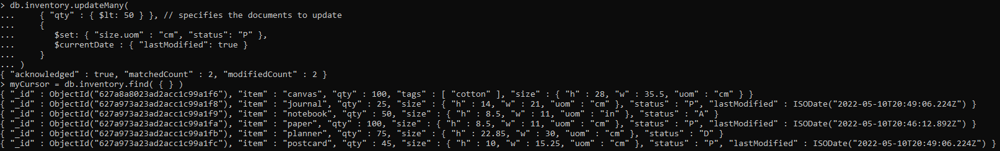 > db.inventory.updateMany(
...     { "qty" : { $lt: 50 } }, // specifies the documents to update
...     {
...        $set: { "size.uom" : "cm", "status": "P" },
...        $currentDate : { "lastModified": true }
...     }
... )
{ "acknowledged" : true, "matchedCount" : 2, "modifiedCount" : 2 }
> myCursor = db.inventory.find( { } )
{ "_id" : ObjectId("627a8a8023ad2acc1c99a1f6"), "item" : "canvas", "qty" : 100, "tags" : [ "cotton" ], "size" : { "h" : 28, "w" : 35.5, "uom" : "cm" } }
{ "_id" : ObjectId("627a973a23ad2acc1c99a1f8"), "item" : "journal", "qty" : 25, "size" : { "h" : 14, "w" : 21, "uom" : "cm" }, "status" : "P", "lastModified" : ISODate("2022-05-10T20:49:06.224Z") }
{ "_id" : ObjectId("627a973a23ad2acc1c99a1f9"), "item" : "notebook", "qty" : 50, "size" : { "h" : 8.5, "w" : 11, "uom" : "in" }, "status" : "A" }
{ "_id" : ObjectId("627a973a23ad2acc1c99a1fa"), "item" : "paper", "qty" : 100, "size" : { "h" : 8.5, "w" : 11, "uom" : "cm" }, "status" : "P", "lastModified" : ISODate("2022-05-10T20:46:12.892Z") }
{ "_id" : ObjectId("627a973a23ad2acc1c99a1fb"), "item" : "planner", "qty" : 75, "size" : { "h" : 22.85, "w" : 30, "uom" : "cm" }, "status" : "D" }
{ "_id" : ObjectId("627a973a23ad2acc1c99a1fc"), "item" : "postcard", "qty" : 45, "size" : { "h" : 10, "w" : 15.25, "uom" : "cm" }, "status" : "P", "lastModified" : ISODate("2022-05-10T20:49:06.224Z") }